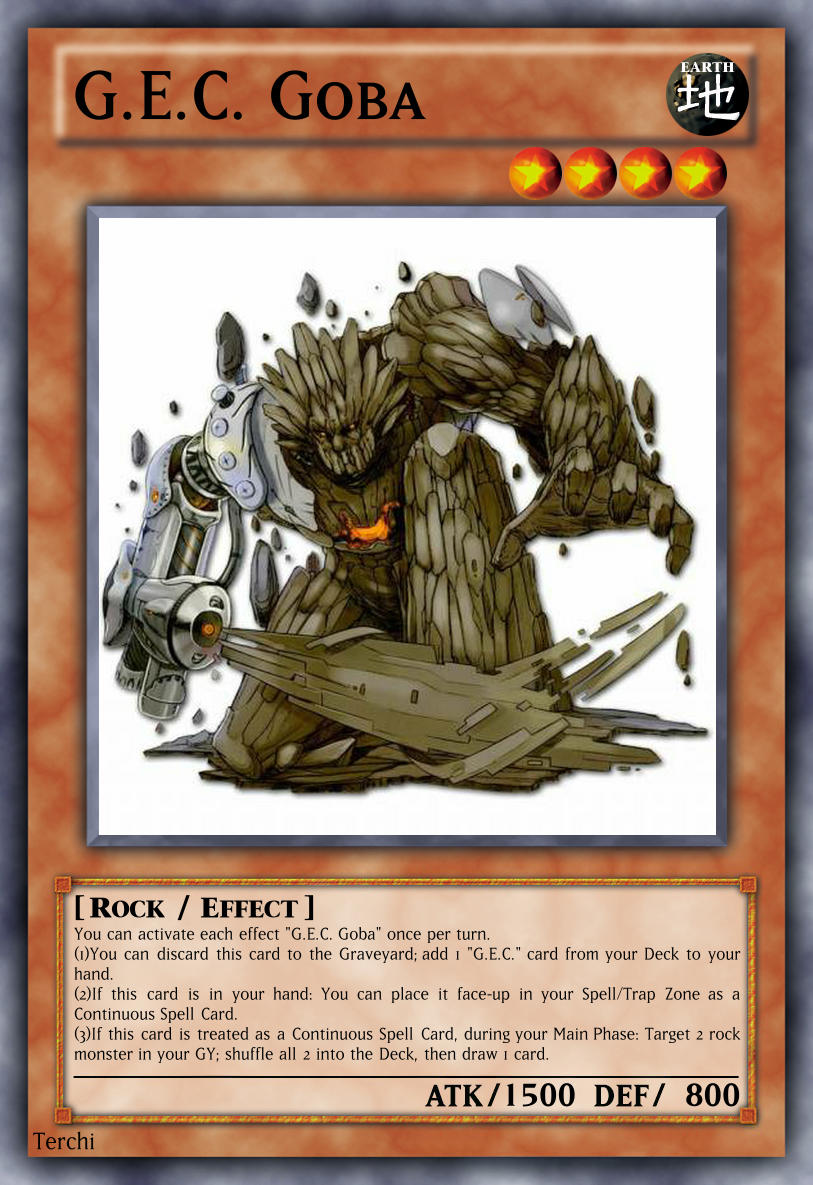 G.E.C. Goba
EARTH
地
[ Rock / Effect ]
You can activate each effect "G.E.C. Goba" once per turn.
(1)You can discard this card to the Graveyard; add 1 "G.E.C." card from your Deck to your
hand.
(2)If this card is in your hand: You can place it face-up in your Spell/Trap Zone as a
Continuous Spell Card.
(3)If this card is treated as a Continuous Spell Card, during your Main Phase: Target 2 rock
monster in your GY; shuffle all 2 into the Deck, then draw 1 card.
ATK/1500 DEF/ 800
Terchi